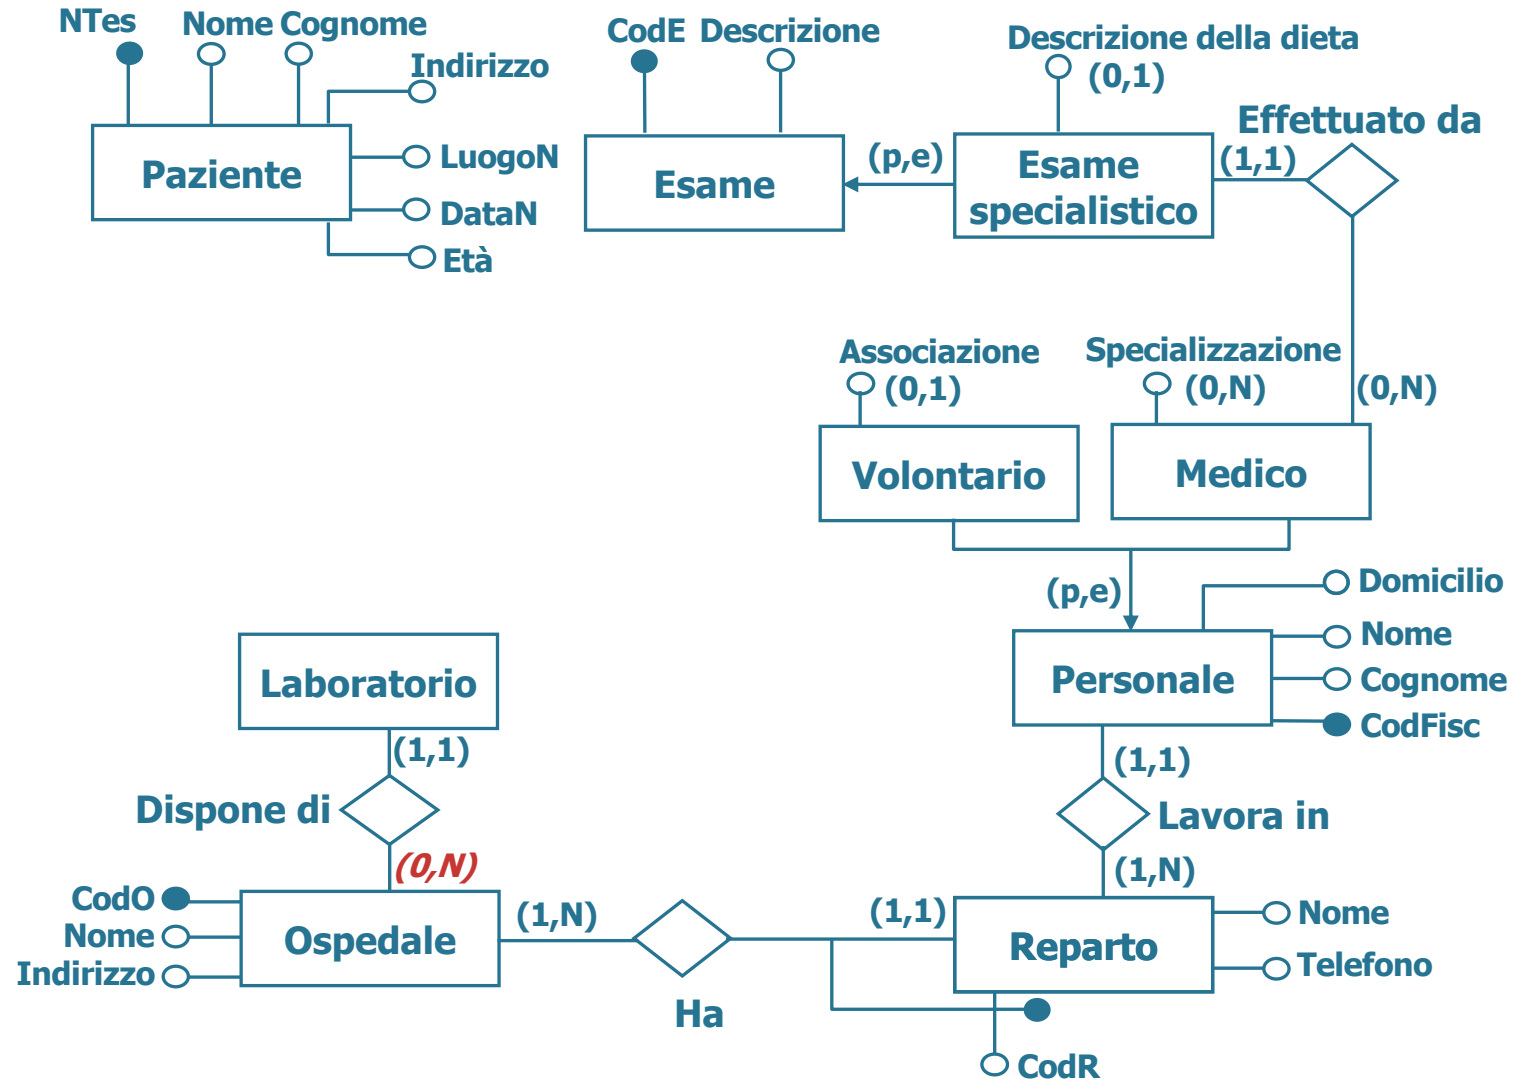 NTes
Nome Cognome
Indirizzo
Paziente
LuogoN
DataN
Età
CodE Descrizione
Esame
(p,e)
Descrizione della dieta
(0,1)
Esame
specialistico
Effettuato da
(1,1)
(0,N)
Associazione
(0,1)
Specializzazione
(0,N)
Volontario
Medico
(p,e)
Domicilio
Nome
Cognome
CodFisc
Personale
(1,1)
Lavora in
(1,N)
Laboratorio
(1,1)
Dispone di
(0,N)
CodO
Nome
Indirizzo
Ospedale
(1,N)
Ha
(1,1)
Reparto
Nome
Telefono
CodR